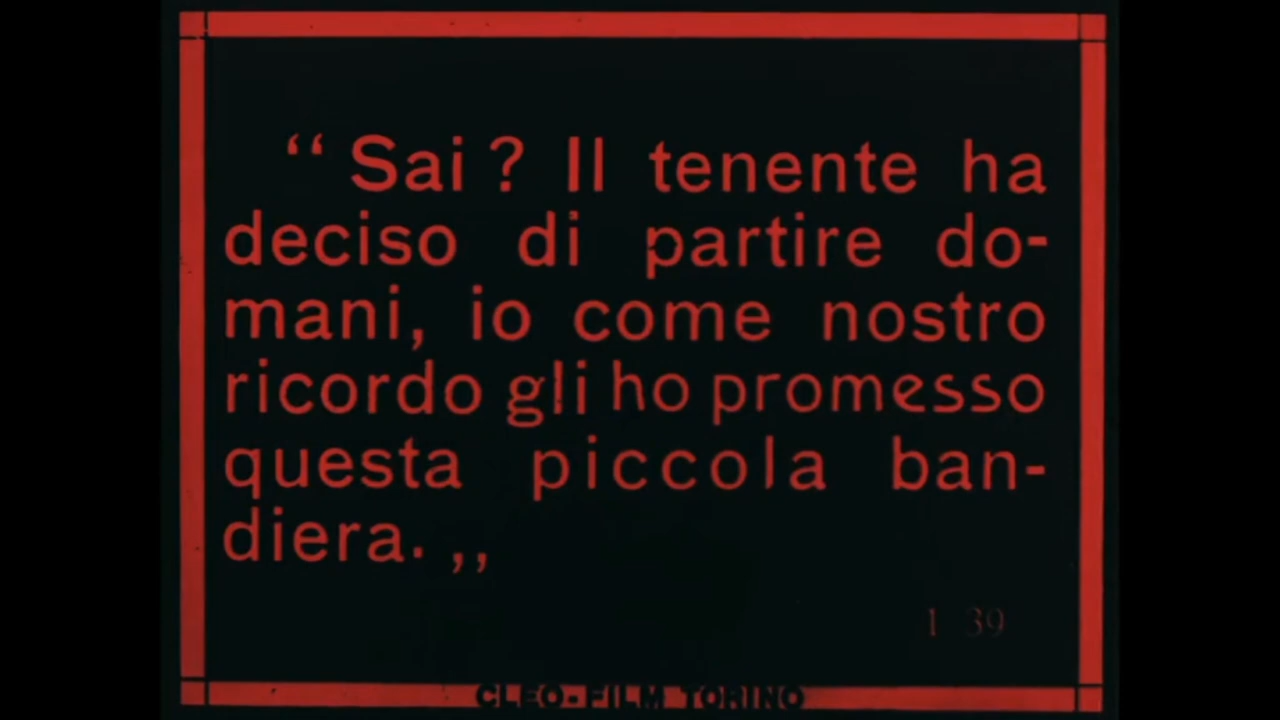 “ Sai ? Il tenente ha
deciso di partire do-
mani, io come nostro
ricordo gli ho promesso
questa piccola ban-
diera. ,,
1 39
CLEO-FILM TORINO